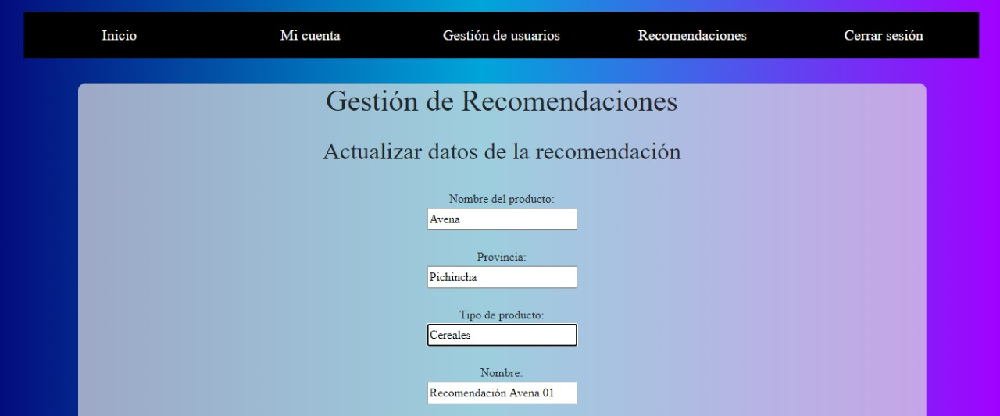 Inicio Mi cuenta Gestión de usuarios Recomendaciones Cerrar sesión
Gestión de Recomendaciones
Actualizar datos de la recomendación
Nombre del producto:
Avena
Provincia:
Pichincha
Tipo de producto:
Cereales
Nombre:
Recomendación Avena 01